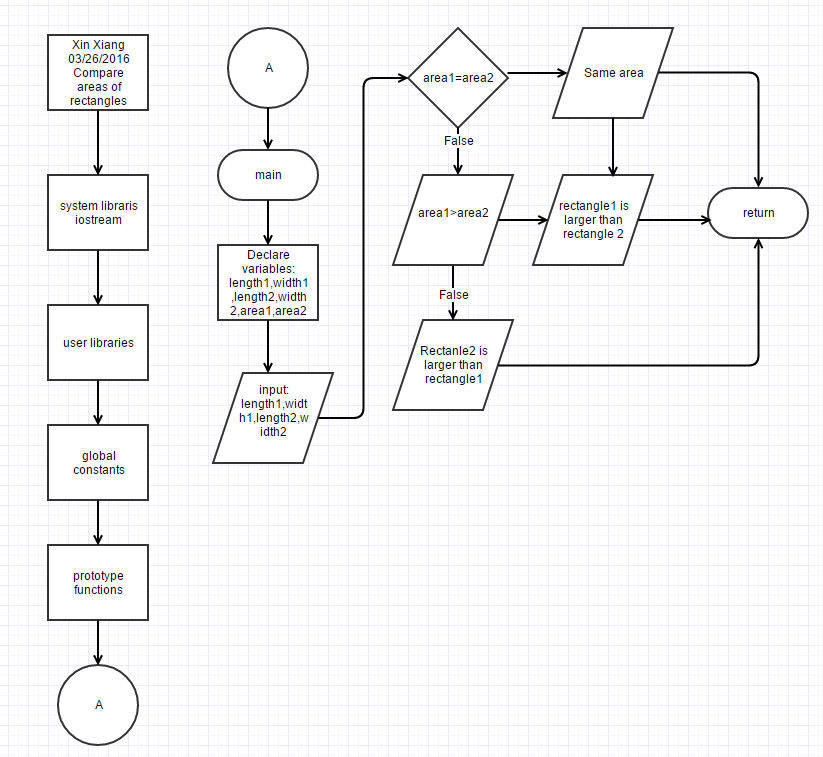 Xin Xiang
03/26/2016
Compare
areas of
rectangles
system libraris
iostream
user libraries
global
constants
prototype
functions
A
A
main
Declare
variables:
length1,width1
,length2,width
2,area1,area2
input:
length1,widt
h1,length2,w
idth2
area1=area2
False
area1>area2
False
Rectanle2 is
larger than
rectangle1
Same area
rectangle1 is
larger than
rectangle 2
return